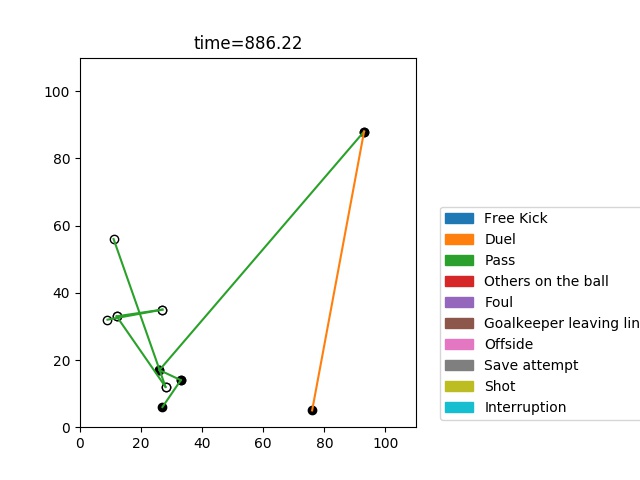 time=886.22
100
80
60
40
20
0
0 20 40 60 80 100
Free Kick
Duel
Pass
Others on the ball
Foul
Goalkeeper leaving lin
Offside
Save attempt
Shot
Interruption